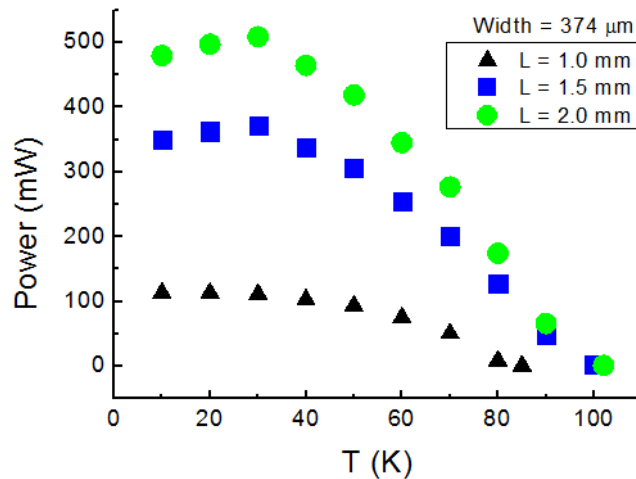 Width = 374 μm
L = 1.0 mm
L = 1.5 mm
L = 2.0 mm
Power (mW)
500
400
300
200
100
0
0 20 40 60 80 100
T (K)